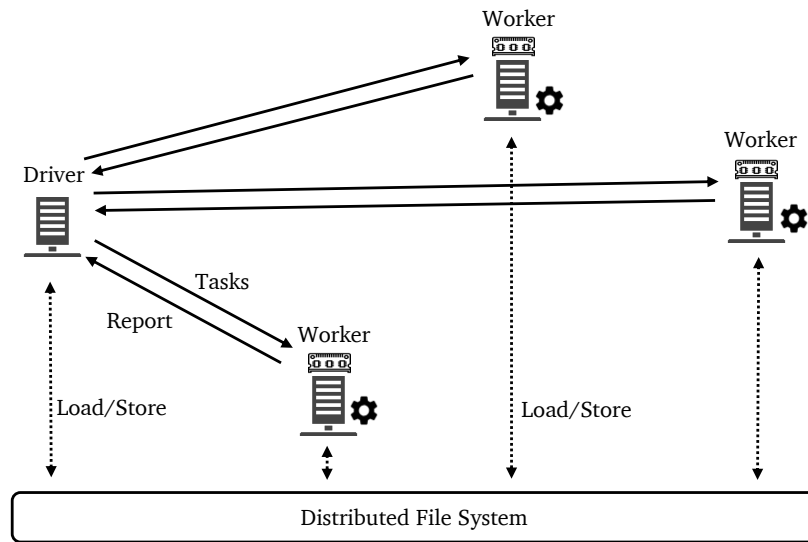 Worker
Worker
Driver
Tasks
Report
Worker
Load/Store
Load/Store
Distributed File System